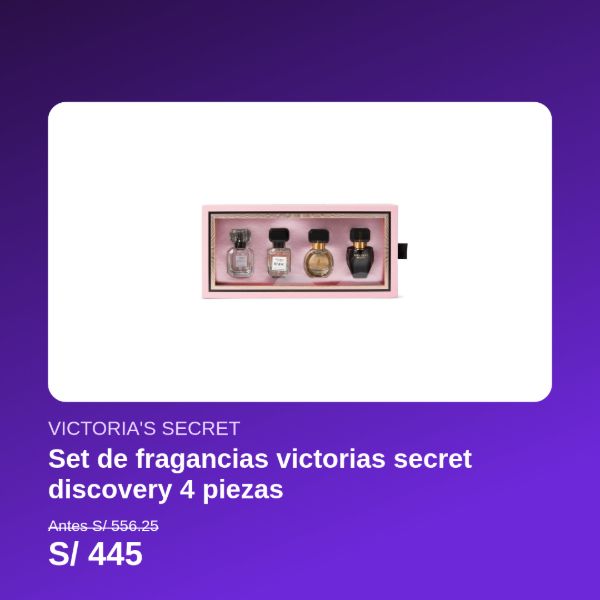 VICTORIA'S SECRET
Set de fragancias victorias secret
discovery 4 piezas
Antes S/ 556.25
S/ 445